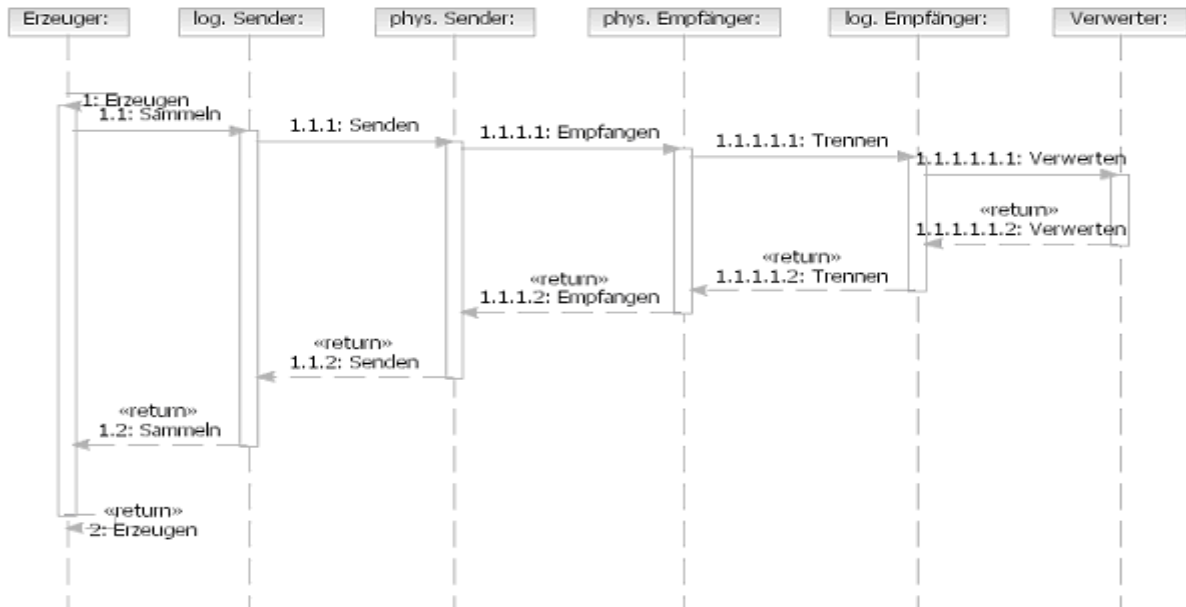 Erzeuger:
log. Sender:
phys. Sender:
phys. Empfänger:
log. Empfänger:
Verwerter:
1: Erzeugen
1.1: Sammeln
1.1.1: Senden
1.1.1.1: Empfangen
1.1.1.1.1: Trennen
1.1.1.1.1.1: Verwerten
«return»
1.1.1.1.1.2: Verwerten
«return»
1.1.1.1.2: Trennen
«return»
1.1.1.2: Empfangen
«return»
1.1.2: Senden
«return»
1.2: Sammeln
«return»
2: Erzeugen